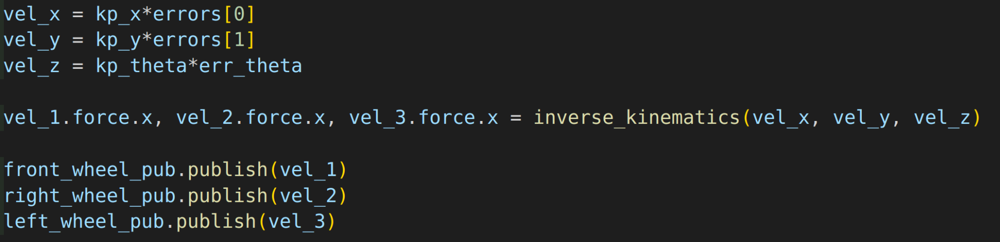 vel_x = kp_x*errors[0]
vel_y = kp_y*errors[1]
vel_z = kp_theta*err_theta
vel_1.force.x, vel_2.force.x, vel_3.force.x = inverse_kinematics(vel_x, vel_y, vel_z)
front_wheel_pub.publish(vel_1)
right_wheel_pub.publish(vel_2)
left_wheel_pub.publish(vel_3)